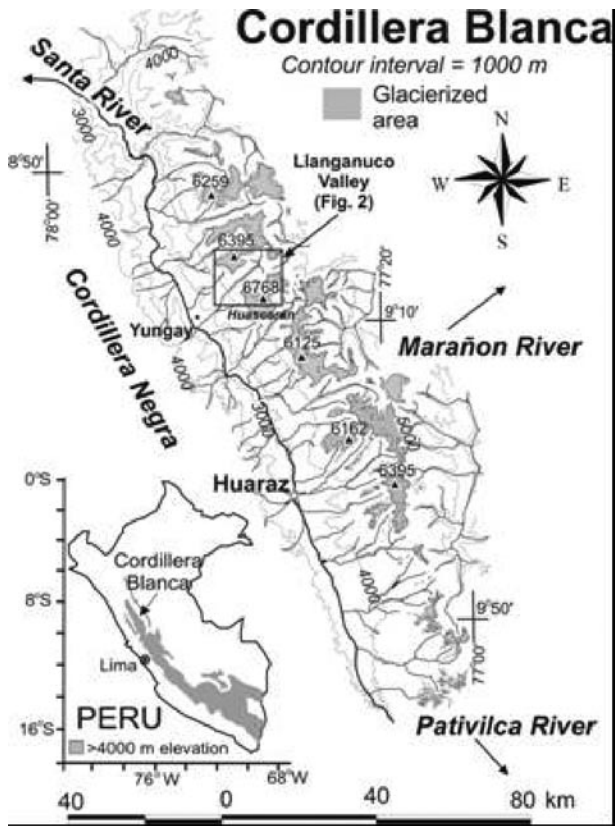 Cordillera Blanca
Contour interval = 1000 m
Glacierized
area
Santa River
4000
3000
8°50'
78°00'
6259
Llanganuco
Valley
(Fig. 2)
N
W
E
S
4000
6395
6768
Huascarán
77°20'
9°10'
Yungay
Cordillera Negra
4000
6125
Marañon River
3000
6162
5000
6395
Huaraz
4000
9°50'
77°00'
Pativilca River
0°S
8°S
16°S
Cordillera
Blanca
Lima
PERU
>4000 m elevation
76°W
68°W
40
0
40
80 km